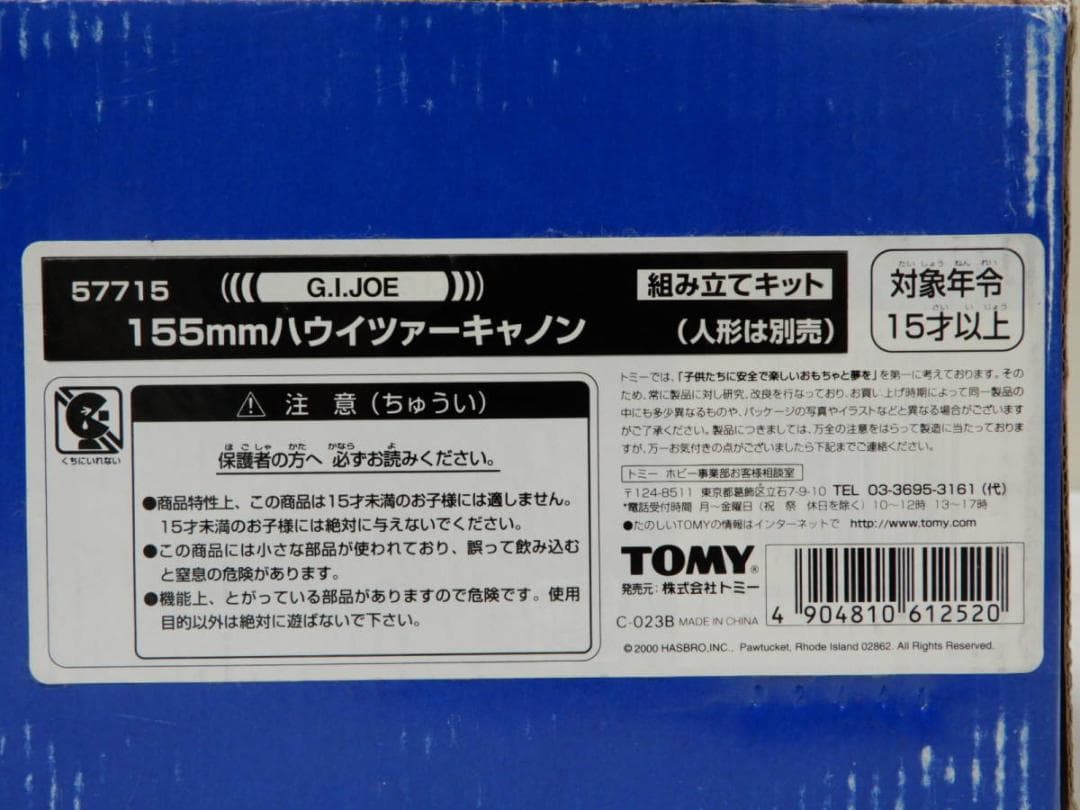 57715 G.I.JOE 組み立てキット
155mmハウイツァーキャノン (人形は別売)
たいしょうねんれい
対象年令
さいいじょう
15才以上
くちにいれない
⚠ 注 意 (ちゅうい)
ほごしゃ かた かなら よ
保護者の方へ 必ずお読みください。
●商品特性上、この商品は15才未満のお子様には適しません。
15才未満のお子様には絶対に与えないでください。
●この商品には小さな部品が使われており、誤って飲み込む
と窒息の危険があります。
●機能上、とがっている部品がありますので危険です。使用
目的以外は絶対に遊ばないで下さい。
トミーでは、「子供たちに安全で楽しいおもちゃと夢を」を第一に考えております。その
ため、常に製品に対し研究、改良を行なっており、お買い上げ時期によって同一製品の
中にも多少異なるものや、パッケージの写真やイラストなどと異なる場合がございます
がご了承ください。製品につきましては、万全の注意をはらって製造に当たっております
が、万一お気付きの点がございましたら下記までご連絡ください。
トミー ホビー事業部お客様相談室
〒124-8511 東京都葛飾区立石7-9-10 TEL 03-3695-3161 (代)
*電話受付時間 月〜金曜日 (祝 祭 休日を除く) 10〜12時 13〜17時
●たのしいTOMYの情報はインターネットで http://www.tomy.com
TOMY®
発売元:株式会社トミー
C-023B MADE IN CHINA
4 904810 612520
©2000 HASBRO,INC., Pawtucket, Rhode Island 02862. All Rights Reserved.